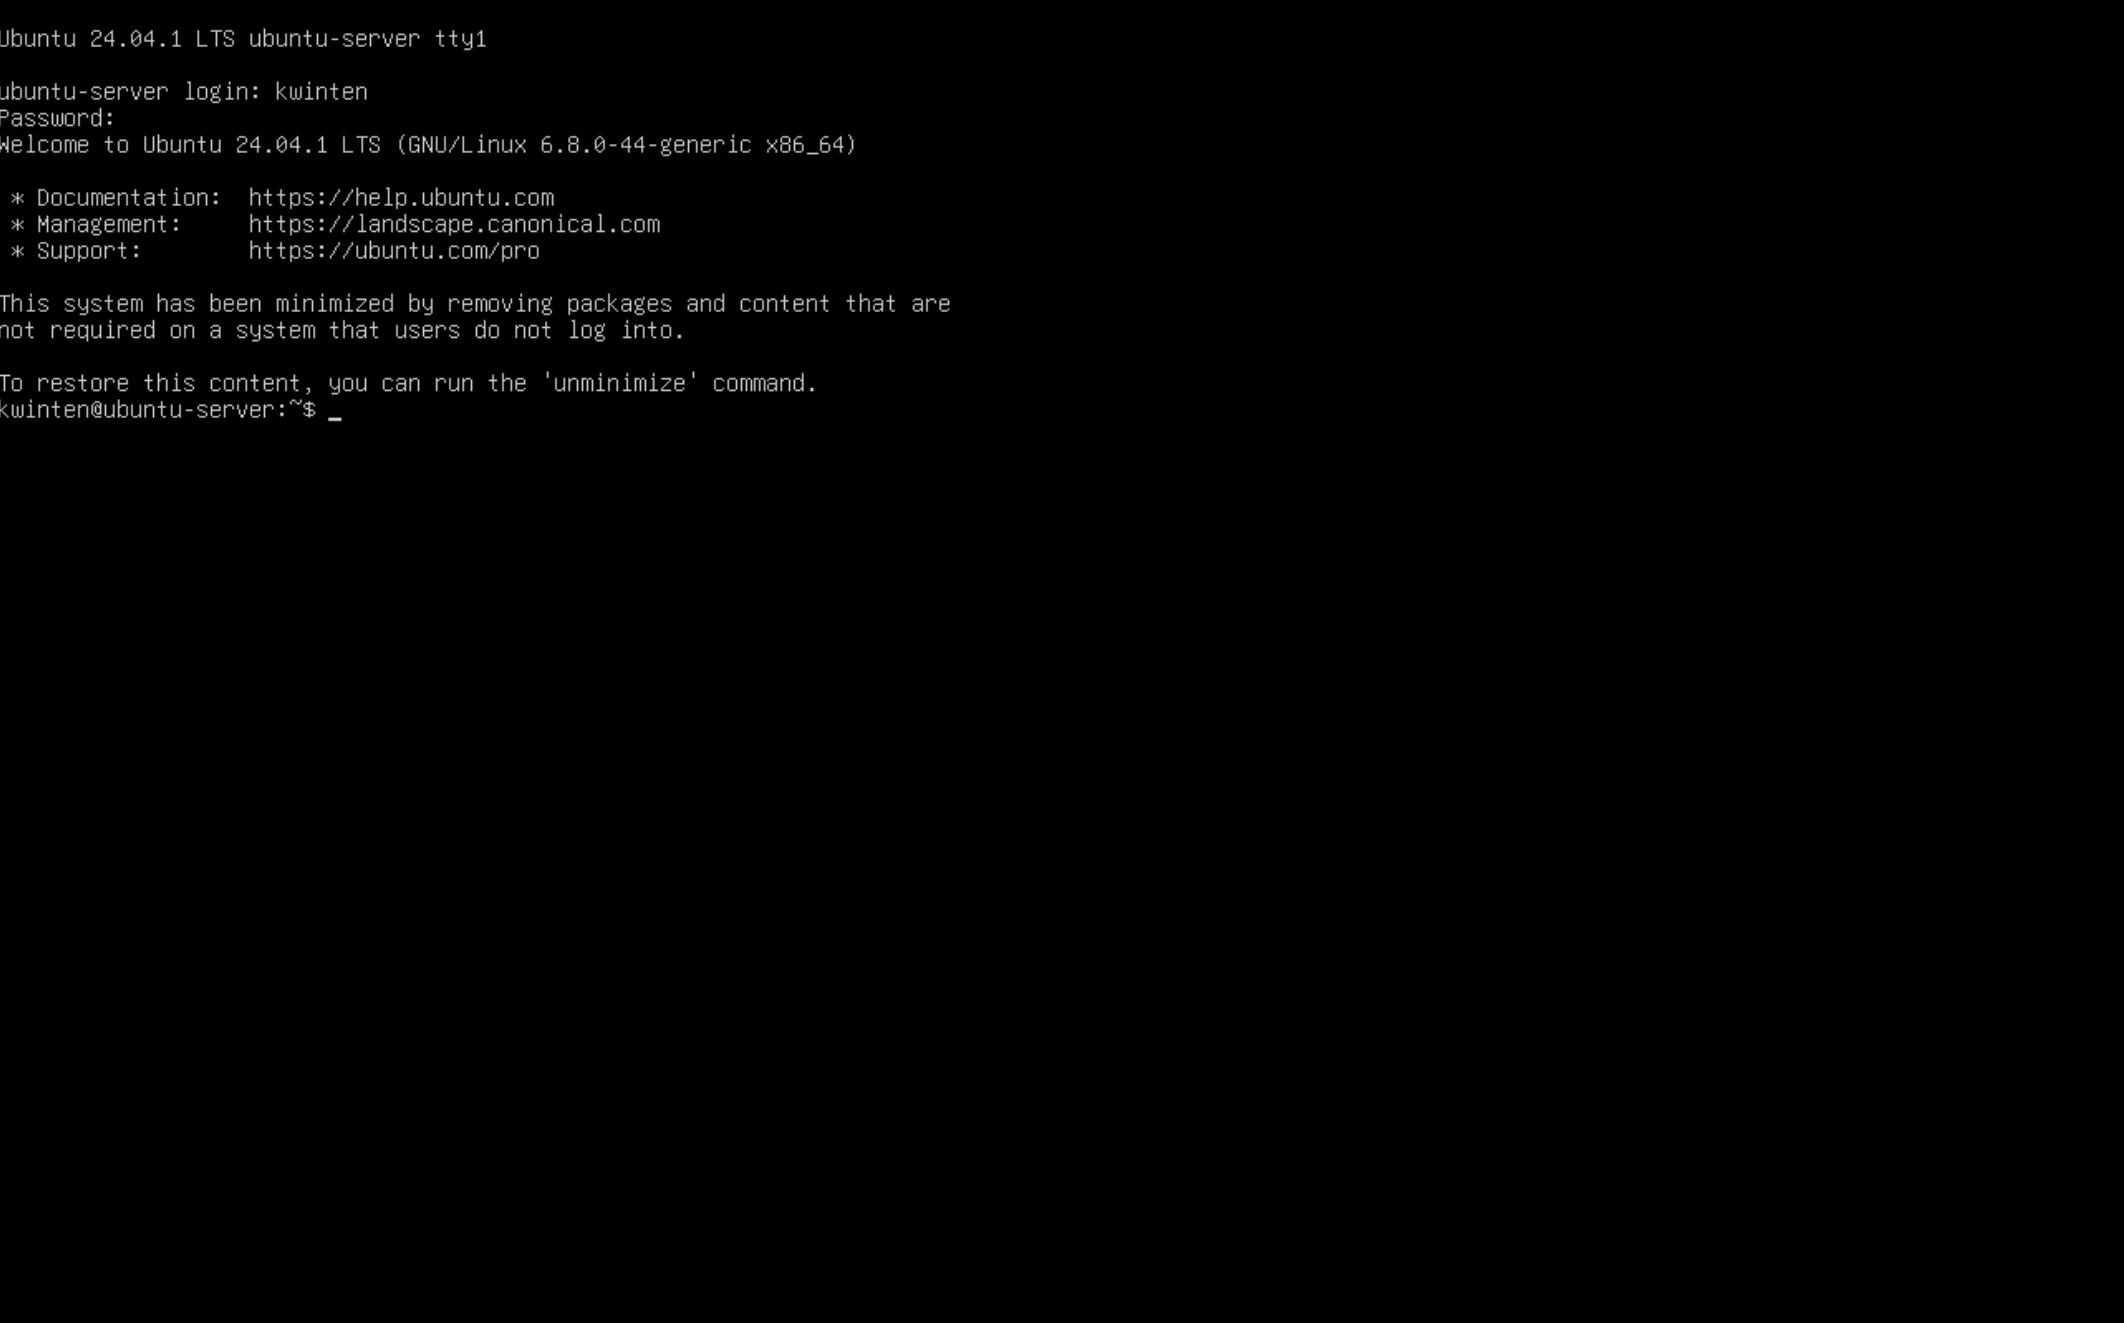 Ubuntu 24.04.1 LTS ubuntu-server tty1
ubuntu-server login: kwinten
Password:
Welcome to Ubuntu 24.04.1 LTS (GNU/Linux 6.8.0-44-generic x86_64)
* Documentation:  https://help.ubuntu.com
* Management:     https://landscape.canonical.com
* Support:        https://ubuntu.com/pro
This system has been minimized by removing packages and content that are
not required on a system that users do not log into.
To restore this content, you can run the 'unminimize' command.
kwinten@ubuntu-server:~$ _